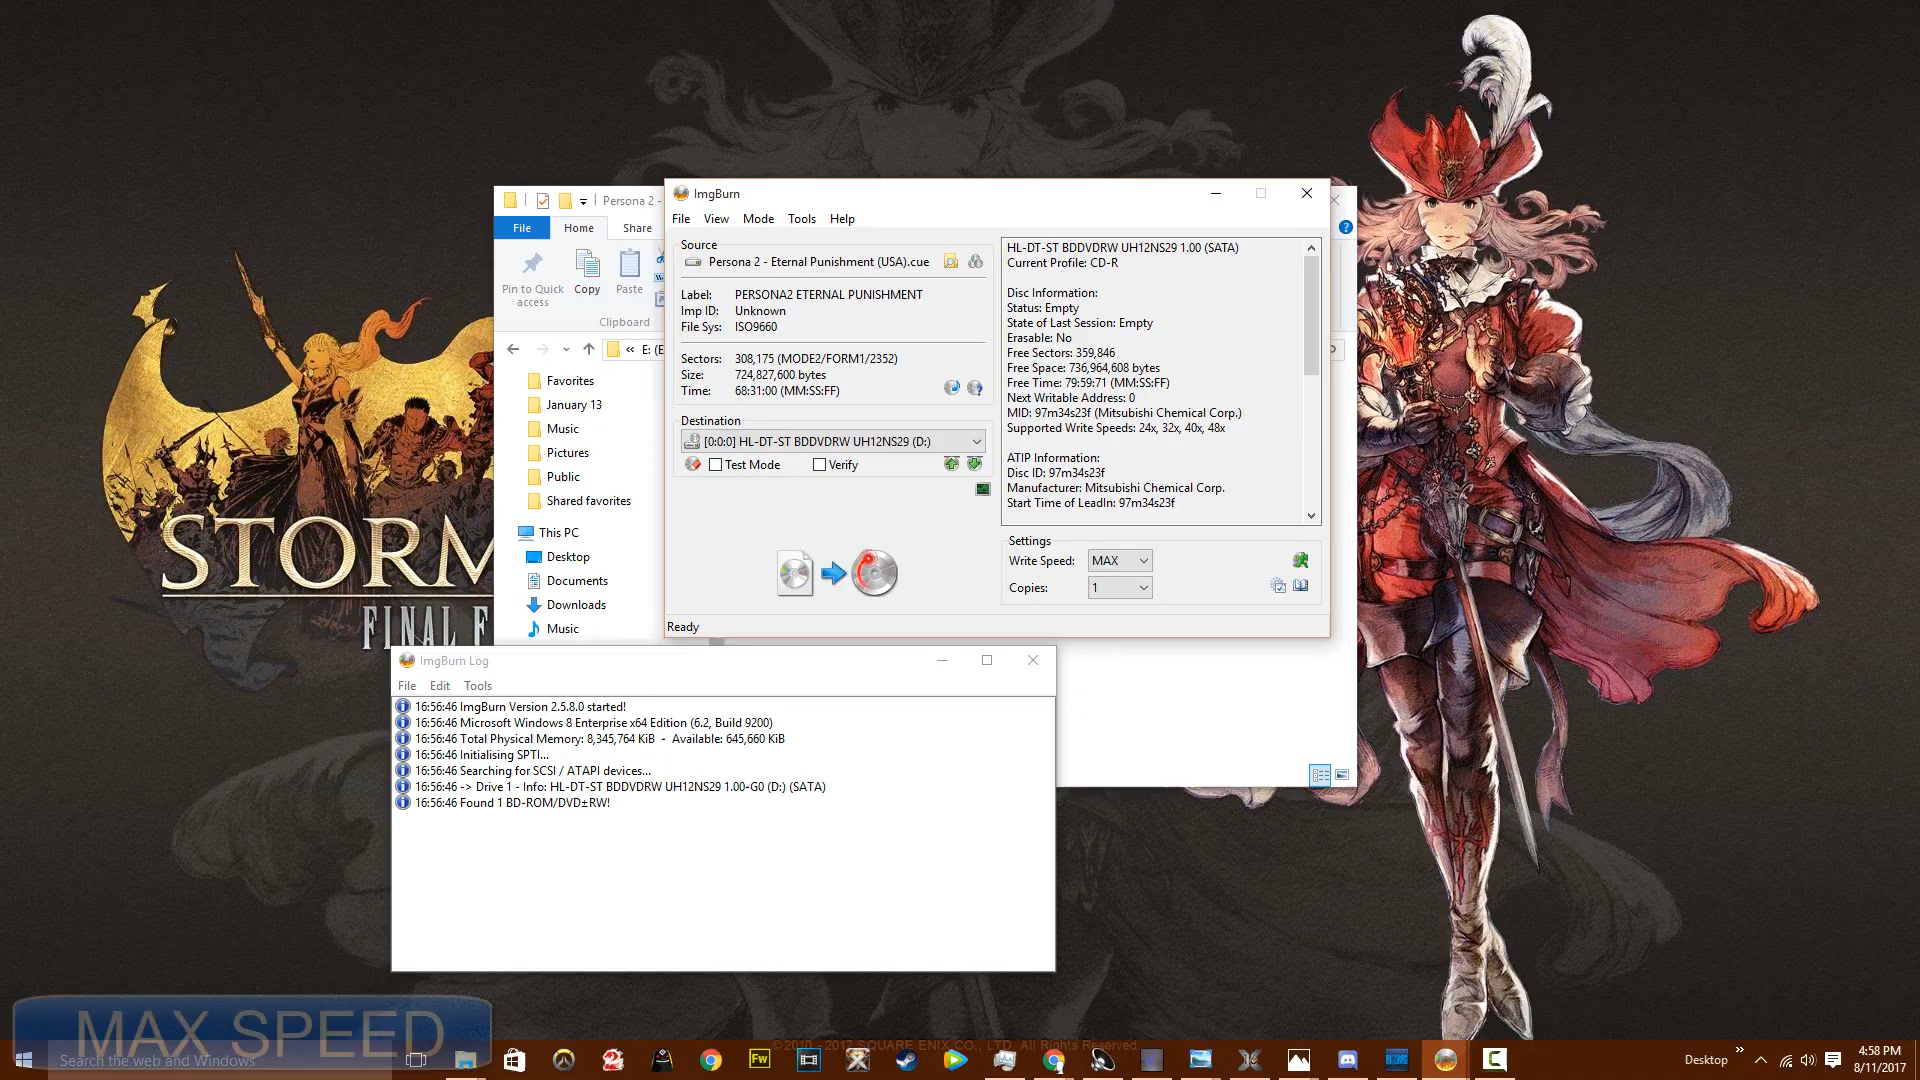 Persona 2 -
File Home Share
Pin to Quick access
Copy
Paste
Clipboard
« E: (E
Favorites
January 13
Music
Pictures
Public
Shared favorites
This PC
Desktop
Documents
Downloads
Music
ImgBurn
File View Mode Tools Help
Source
Persona 2 - Eternal Punishment (USA).cue
Label: PERSONA2 ETERNAL PUNISHMENT
Imp ID: Unknown
File Sys: ISO9660
Sectors: 308,175 (MODE2/FORM1/2352)
Size: 724,827,600 bytes
Time: 68:31:00 (MM:SS:FF)
Destination
[0:0:0] HL-DT-ST BDDVDRW UH12NS29 (D:)
Test Mode Verify
HL-DT-ST BDDVDRW UH12NS29 1.00 (SATA)
Current Profile: CD-R
Disc Information:
Status: Empty
State of Last Session: Empty
Erasable: No
Free Sectors: 359,846
Free Space: 736,964,608 bytes
Free Time: 79:59:71 (MM:SS:FF)
Next Writable Address: 0
MID: 97m34s23f (Mitsubishi Chemical Corp.)
Supported Write Speeds: 24x, 32x, 40x, 48x
ATIP Information:
Disc ID: 97m34s23f
Manufacturer: Mitsubishi Chemical Corp.
Start Time of LeadIn: 97m34s23f
Settings
Write Speed: MAX
Copies: 1
Ready
STORM
FINAL F
ImgBurn Log
File Edit Tools
16:56:46 ImgBurn Version 2.5.8.0 started!
16:56:46 Microsoft Windows 8 Enterprise x64 Edition (6.2, Build 9200)
16:56:46 Total Physical Memory: 8,345,764 KiB - Available: 645,660 KiB
16:56:46 Initialising SPTI...
16:56:46 Searching for SCSI / ATAPI devices...
16:56:46 -> Drive 1 - Info: HL-DT-ST BDDVDRW UH12NS29 1.00-G0 (D:) (SATA)
16:56:46 Found 1 BD-ROM/DVD±RW!
MAX SPEED
© 2010 - 2017 SQUARE ENIX CO., LTD. All Rights Reserved
Search the web and Windows
Fw
Desktop »
4:58 PM
8/11/2017